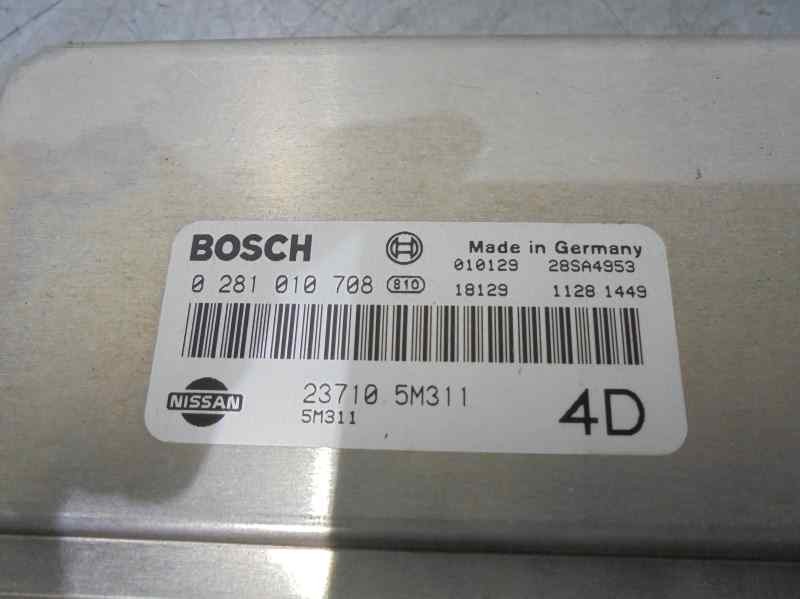 BOSCH
Made in Germany
010129 28SA4953
0 281 010 708 810
18129 1128 1449
NISSAN
23710 5M311
5M311
4D